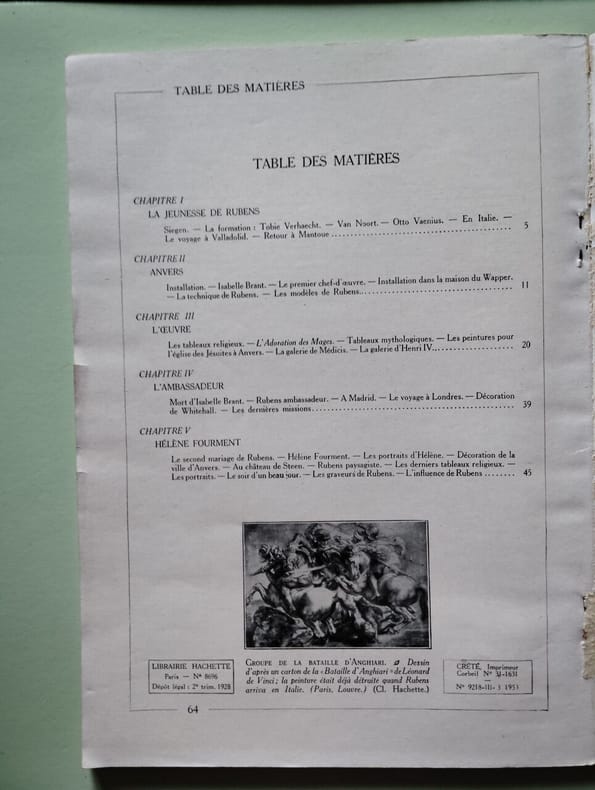 TABLE DES MATIÈRES
TABLE DES MATIÈRES
CHAPITRE I
LA JEUNESSE DE RUBENS
Siegen. — La formation : Tobie Verhaecht. — Van Noort. — Otto Vaenius. — En Italie. —
Le voyage à Valladolid. — Retour à Mantoue ........................................ 5
CHAPITRE II
ANVERS
Installation. — Isabelle Brant. — Le premier chef-d'œuvre. — Installation dans la maison du Wapper.
— La technique de Rubens. — Les modèles de Rubens.................................. 11
CHAPITRE III
L'ŒUVRE
Les tableaux religieux. — L'Adoration des Mages. — Tableaux mythologiques. — Les peintures pour
l'église des Jésuites à Anvers. — La galerie de Médicis. — La galerie d'Henri IV.................. 20
CHAPITRE IV
L'AMBASSADEUR
Mort d'Isabelle Brant. — Rubens ambassadeur. — A Madrid. — Le voyage à Londres. — Décoration
de Whitehall. — Les dernières missions............................................. 39
CHAPITRE V
HÉLÈNE FOURMENT
Le second mariage de Rubens. — Hélène Fourment. — Les portraits d'Hélène. — Décoration de la
ville d'Anvers. — Au château de Steen. — Rubens paysagiste. — Les derniers tableaux religieux. —
Les portraits. — Le soir d'un beau jour. — Les graveurs de Rubens. — L'influence de Rubens ........ 45
GROUPE DE LA BATAILLE D'ANGHIARI. Dessin
d'après un carton de la « Bataille d'Anghiari » de Léonard
de Vinci ; la peinture était déjà détruite quand Rubens
arriva en Italie. (Paris, Louvre.) (Cl. Hachette.)
LIBRAIRIE HACHETTE
Paris — N° 8696
Dépôt légal : 2e trim. 1928
CRÉTÉ, Imprimeur
Corbeil N° 31-1631
—
N° 9218-III- 3 1953
64